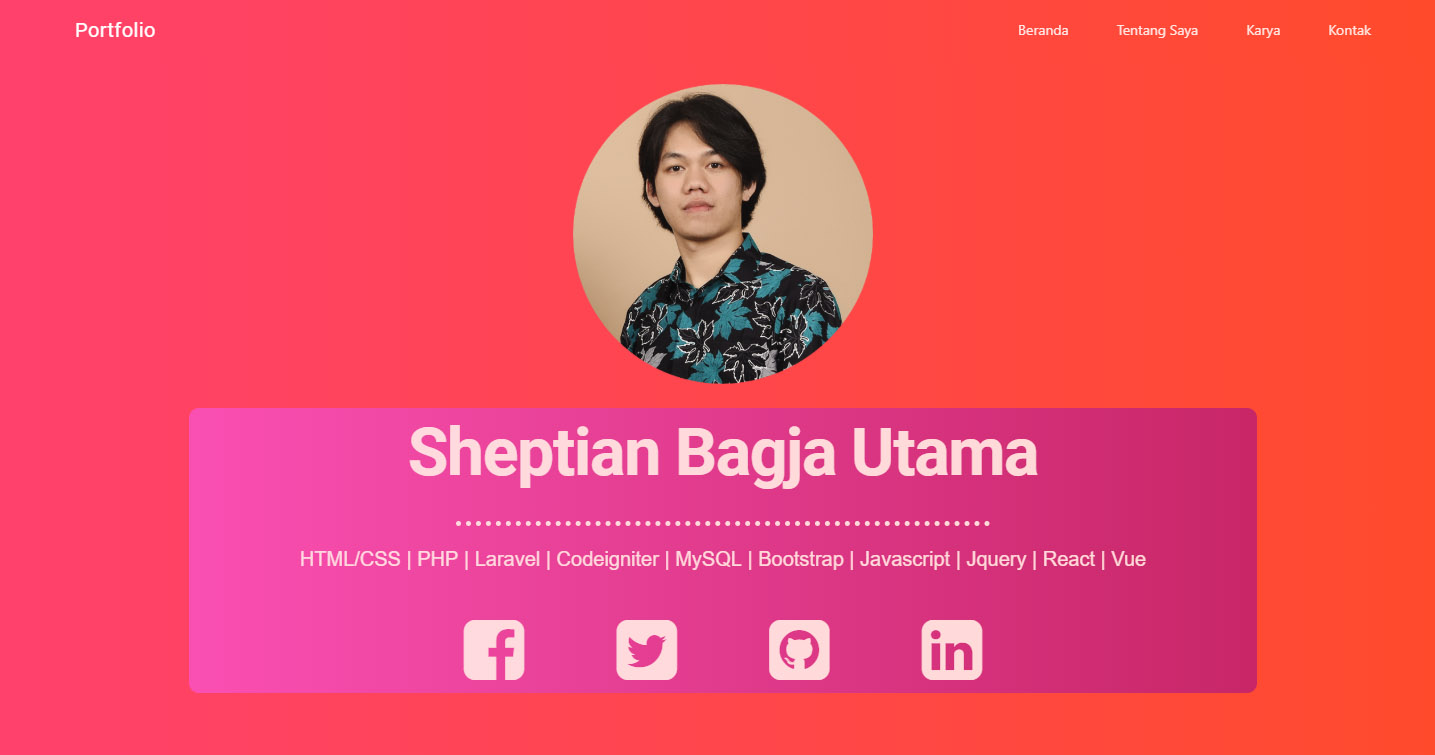 Portfolio
Beranda Tentang Saya Karya Kontak
Sheptian Bagja Utama
HTML/CSS | PHP | Laravel | Codeigniter | MySQL | Bootstrap | Javascript | Jquery | React | Vue